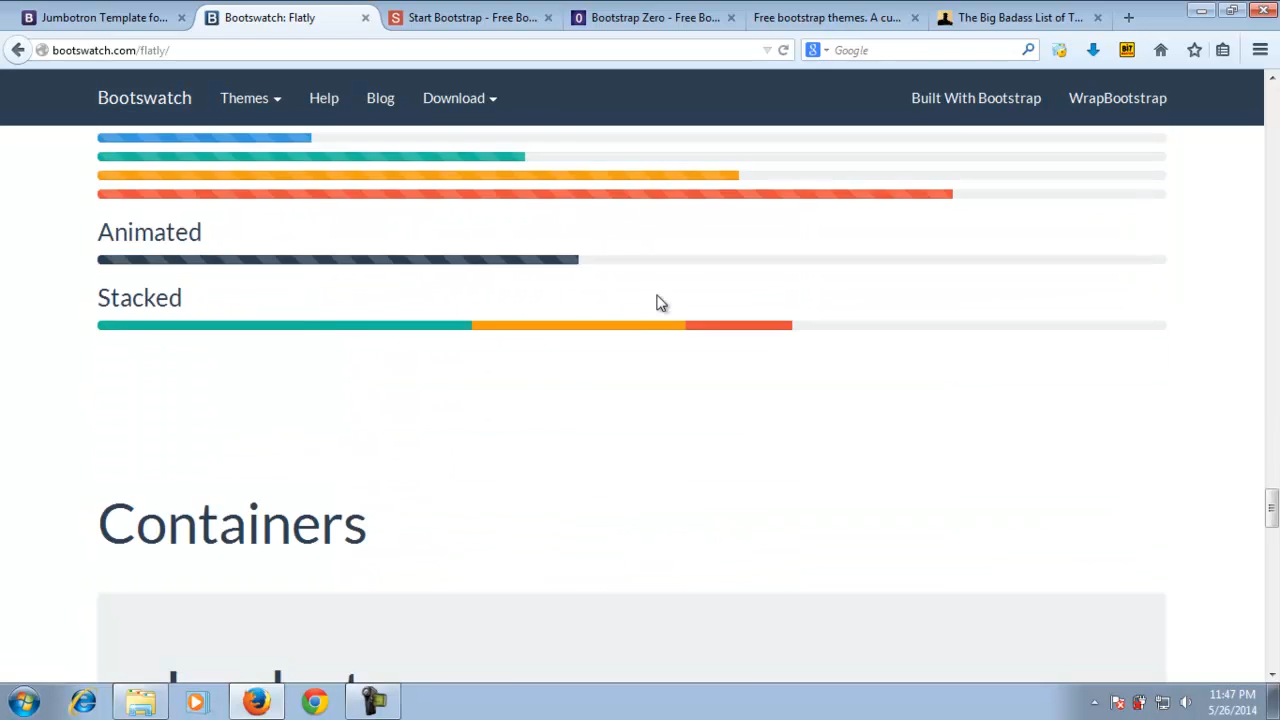 Jumbotron Template fo...
Bootswatch: Flatly
Start Bootstrap - Free Bo...
Bootstrap Zero - Free Bo...
Free bootstrap themes. A cu...
The Big Badass List of T...
bootswatch.com/flatly/
Google
Bootswatch
Themes
Help
Blog
Download
Built With Bootstrap
WrapBootstrap
Animated
Stacked
Containers
11:47 PM
5/26/2014